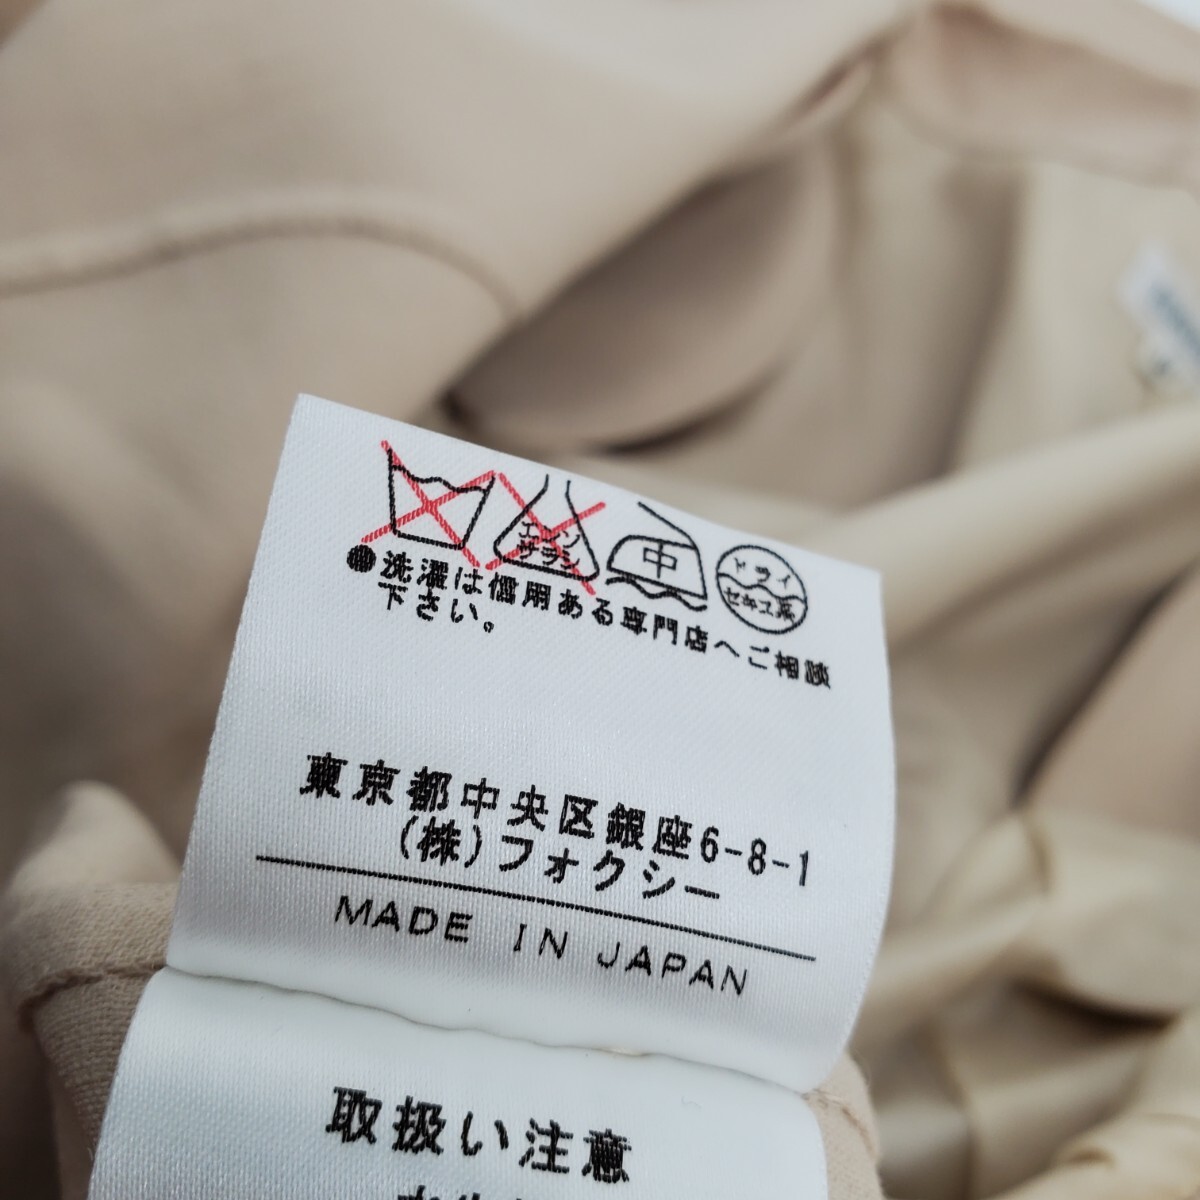 エンソ
サラシ
中
ドライ
セキユ系
●洗濯は信用ある専門店へご相談
下さい。
東京都中央区銀座6-8-1
(株)フォクシー
MADE IN JAPAN
取扱い注意